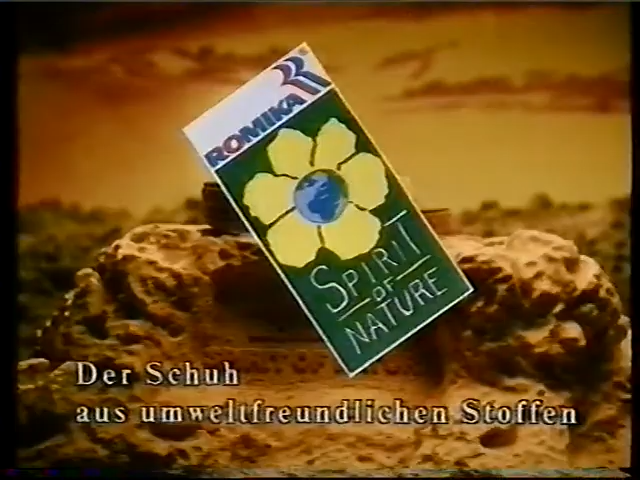 ROMIKA
SPIRIT
OF
NATURE
Der Schuh
aus umweltfreundlichen Stoffen